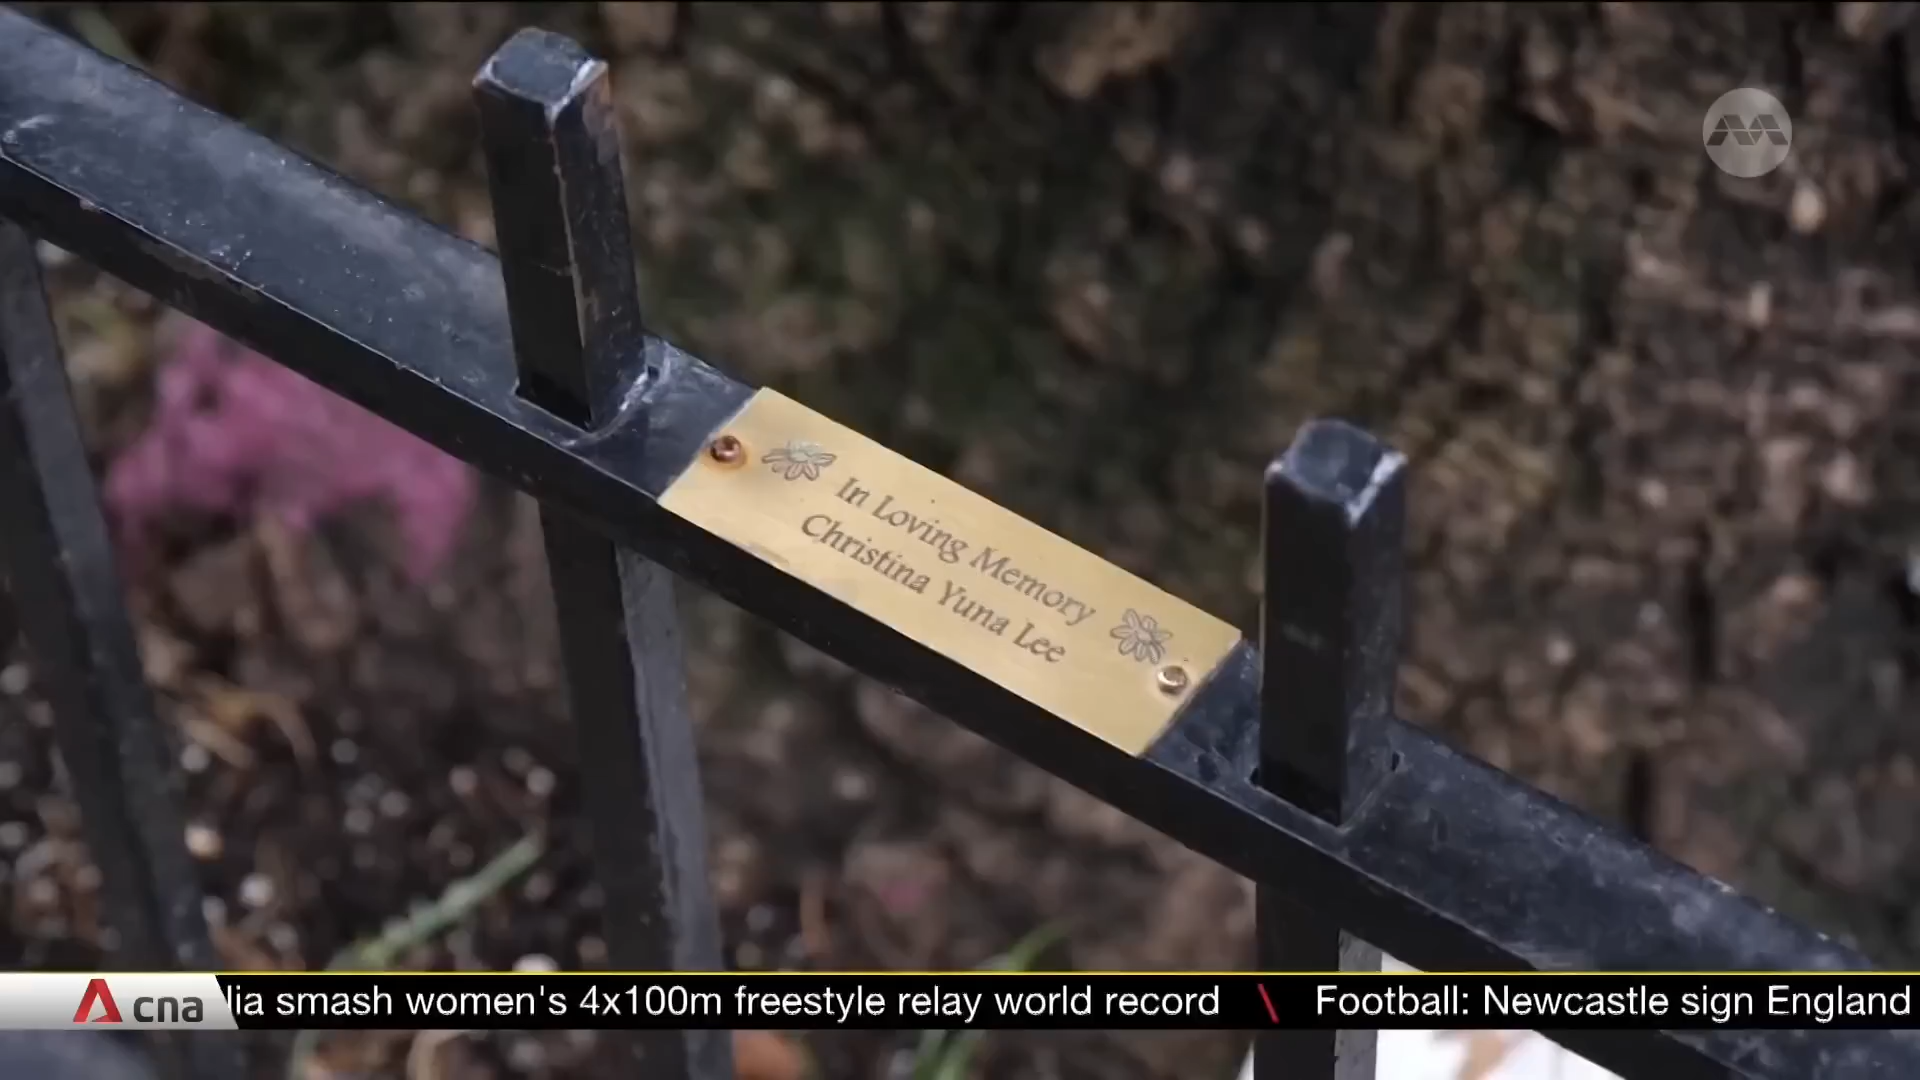 In Loving Memory
Christina Yuna Lee
cna
lia smash women's 4x100m freestyle relay world record \ Football: Newcastle sign England